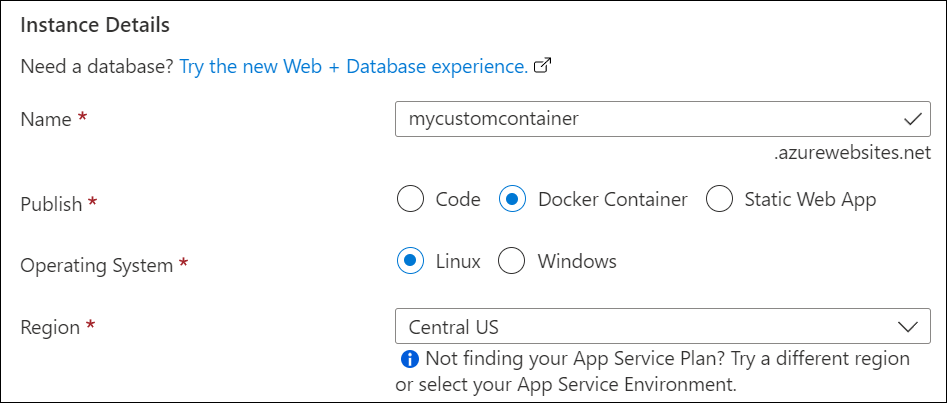 Instance Details
Need a database? Try the new Web + Database experience.
Name *
mycustomcontainer
.azurewebsites.net
Publish *
Code
Docker Container
Static Web App
Operating System *
Linux
Windows
Region *
Central US
Not finding your App Service Plan? Try a different region
or select your App Service Environment.